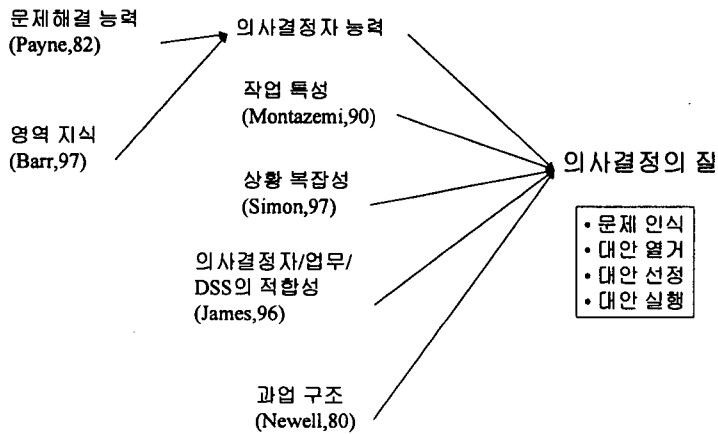 문제해결 능력
(Payne,82)
의사결정자 능력
작업 특성
(Montazemi,90)
영역 지식
(Barr,97)
상황 복잡성
(Simon,97)
의사결정의 질
의사결정자/업무/
DSS의 적합성
(James,96)
• 문제 인식
• 대안 열거
• 대안 선정
• 대안 실행
과업 구조
(Newell,80)